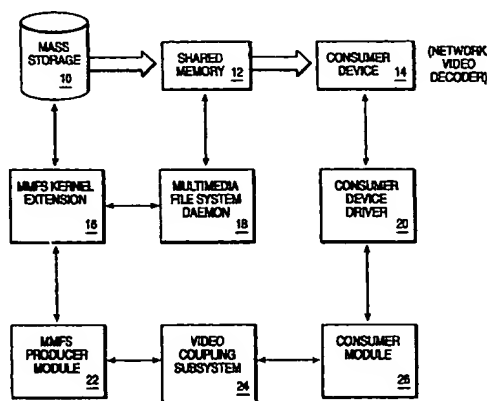 MASS
STORAGE
10
SHARED
MEMORY
12
CONSUMER
DEVICE
14
(NETWORK
VIDEO
DECODER)
MMFS KERNEL
EXTENSION
16
MULTIMEDIA
FILE SYSTEM
DAEMON
18
CONSUMER
DEVICE
DRIVER
20
MMFS
PRODUCER
MODULE
22
VIDEO
COUPLING
SUBSYSTEM
24
CONSUMER
MODULE
26